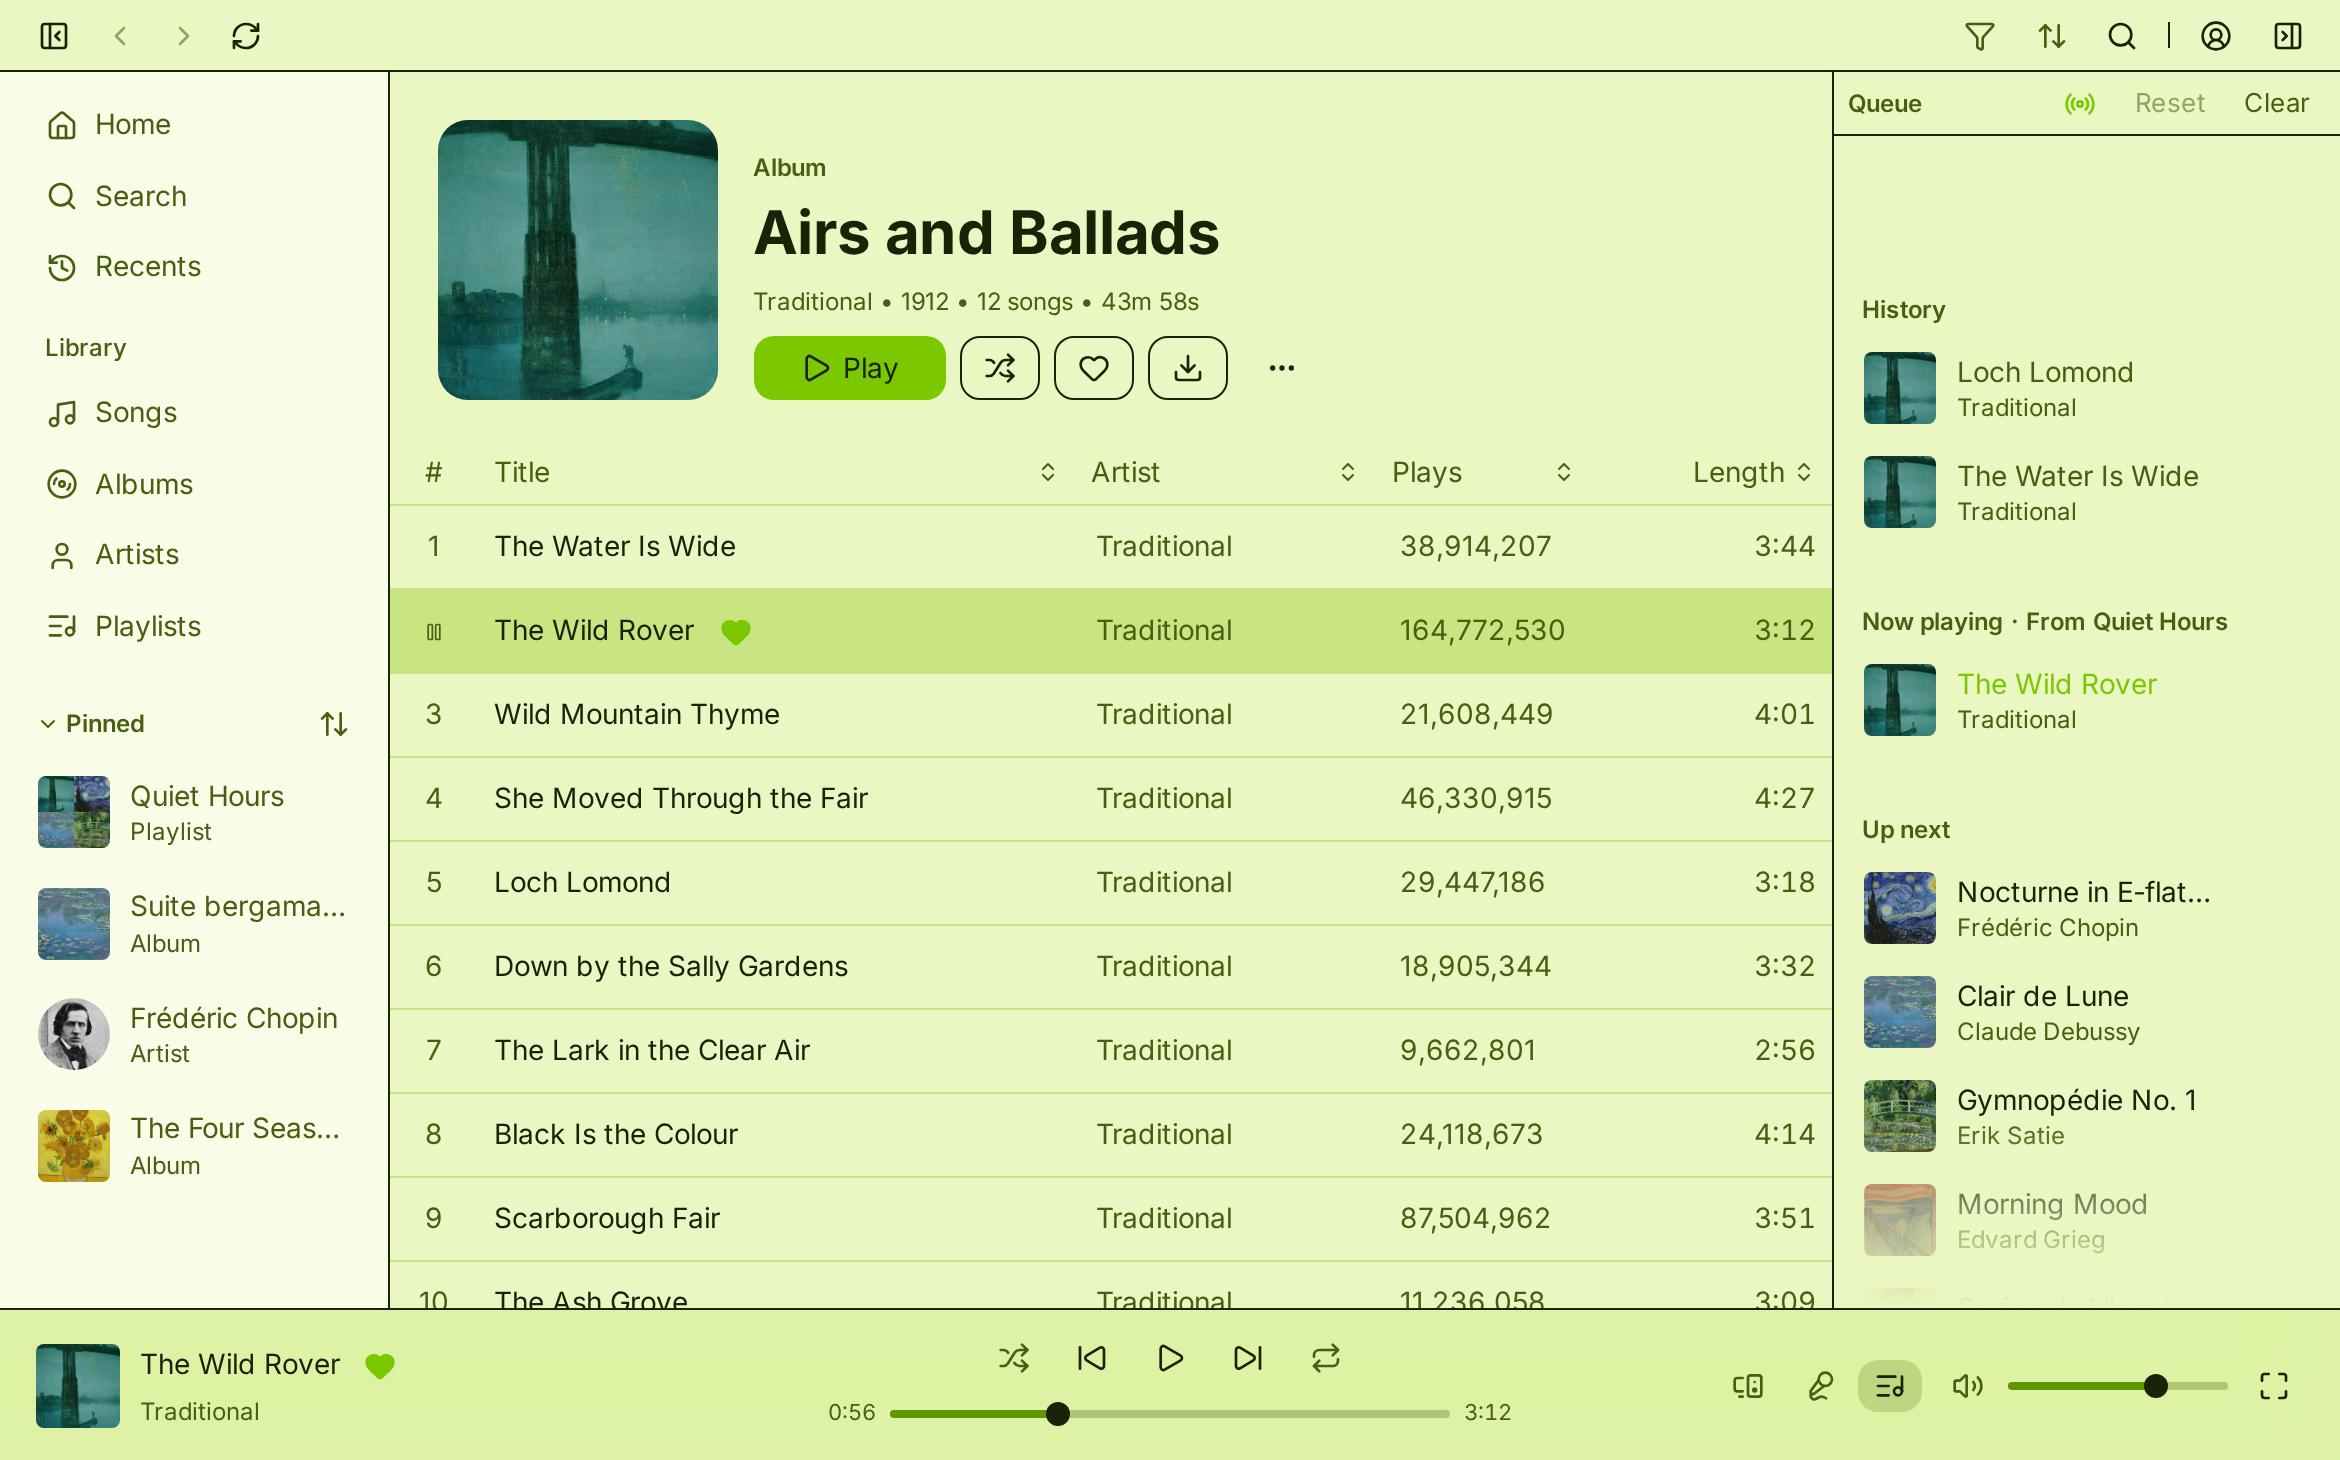 Home
Search
Recents
Library
Songs
Albums
Artists
Playlists
Pinned
Quiet Hours
Playlist
Suite bergama...
Album
Frédéric Chopin
Artist
The Four Seas...
Album
Album
Airs and Ballads
Traditional • 1912 • 12 songs • 43m 58s
Play
# Title Artist Plays Length
1 The Water Is Wide Traditional 38,914,207 3:44
The Wild Rover Traditional 164,772,530 3:12
3 Wild Mountain Thyme Traditional 21,608,449 4:01
4 She Moved Through the Fair Traditional 46,330,915 4:27
5 Loch Lomond Traditional 29,447,186 3:18
6 Down by the Sally Gardens Traditional 18,905,344 3:32
7 The Lark in the Clear Air Traditional 9,662,801 2:56
8 Black Is the Colour Traditional 24,118,673 4:14
9 Scarborough Fair Traditional 87,504,962 3:51
10 The Ash Grove Traditional 11,236,058 3:09
Queue Reset Clear
History
Loch Lomond
Traditional
The Water Is Wide
Traditional
Now playing · From Quiet Hours
The Wild Rover
Traditional
Up next
Nocturne in E-flat...
Frédéric Chopin
Clair de Lune
Claude Debussy
Gymnopédie No. 1
Erik Satie
Morning Mood
Edvard Grieg
The Wild Rover
Traditional
0:56 3:12